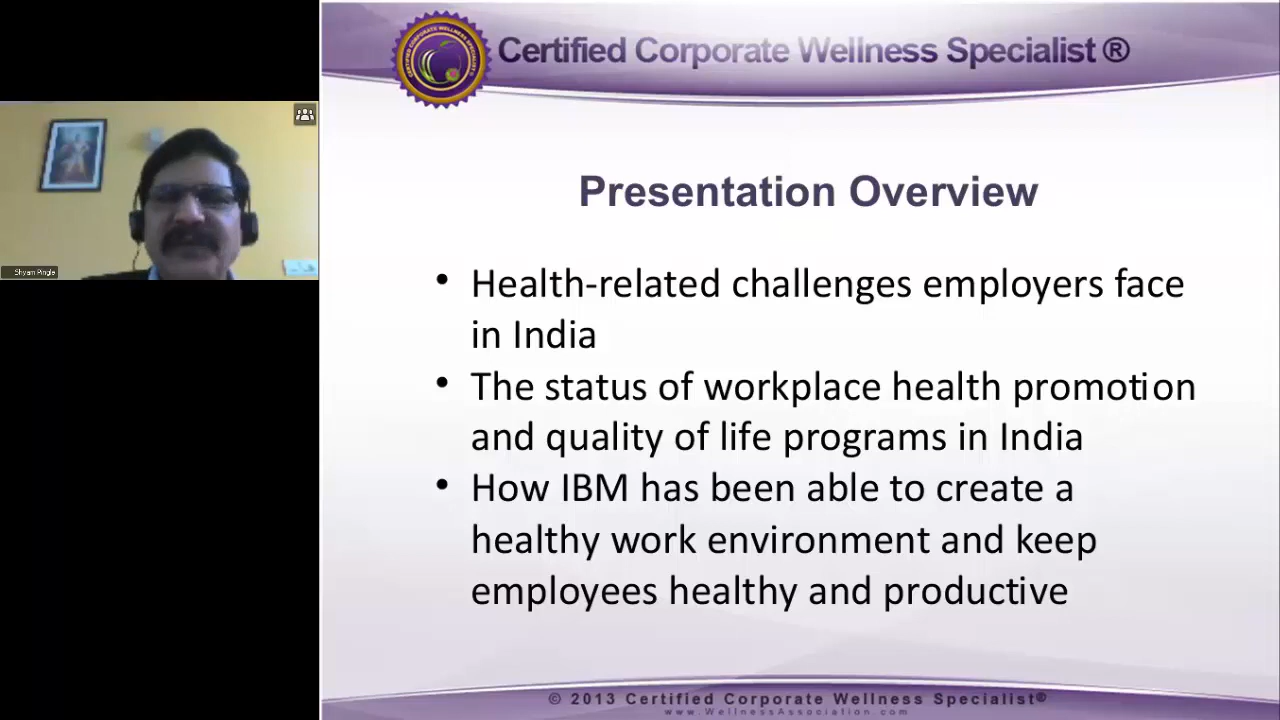 Certified Corporate Wellness Specialist ®
Shyam Pingle
Presentation Overview
• Health-related challenges employers face
in India
• The status of workplace health promotion
and quality of life programs in India
• How IBM has been able to create a
healthy work environment and keep
employees healthy and productive
© 2013 Certified Corporate Wellness Specialist®
www.WellnessAssociation.com